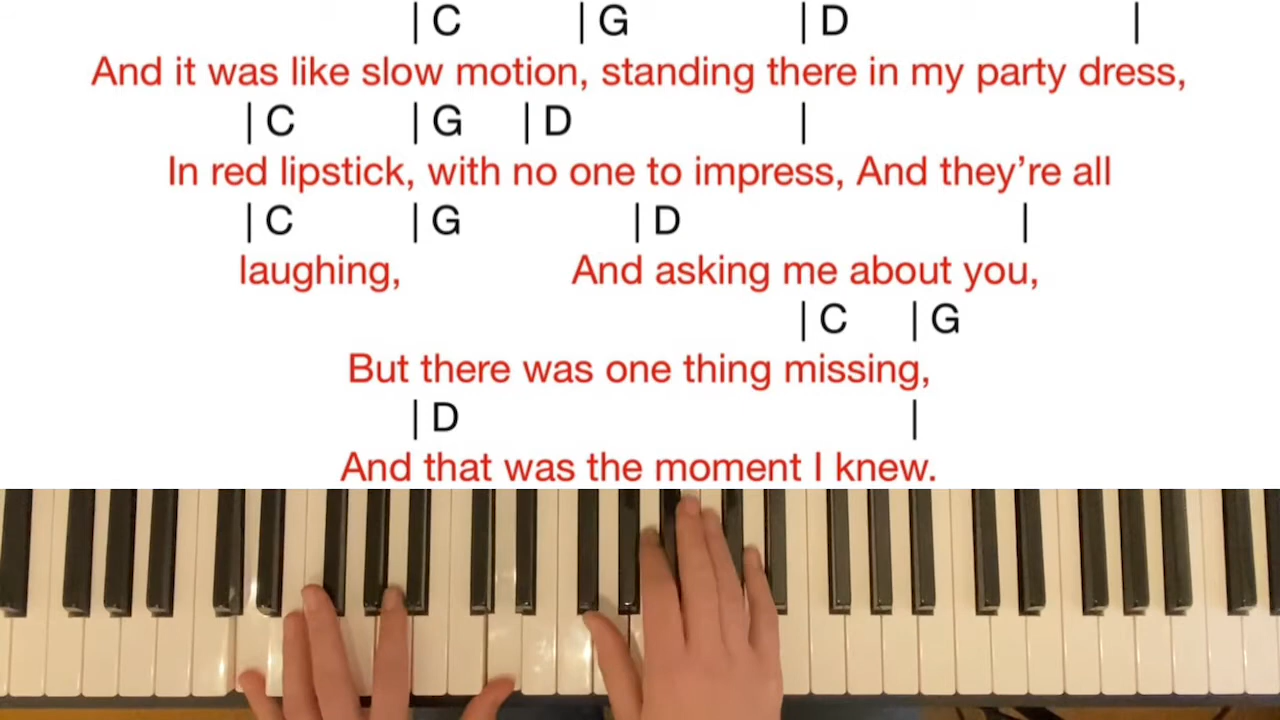 |C |G |D |
And it was like slow motion, standing there in my party dress,
|C |G |D |
In red lipstick, with no one to impress, And they’re all
|C |G |D |
laughing, And asking me about you,
|C |G
But there was one thing missing,
|D |
And that was the moment I knew.